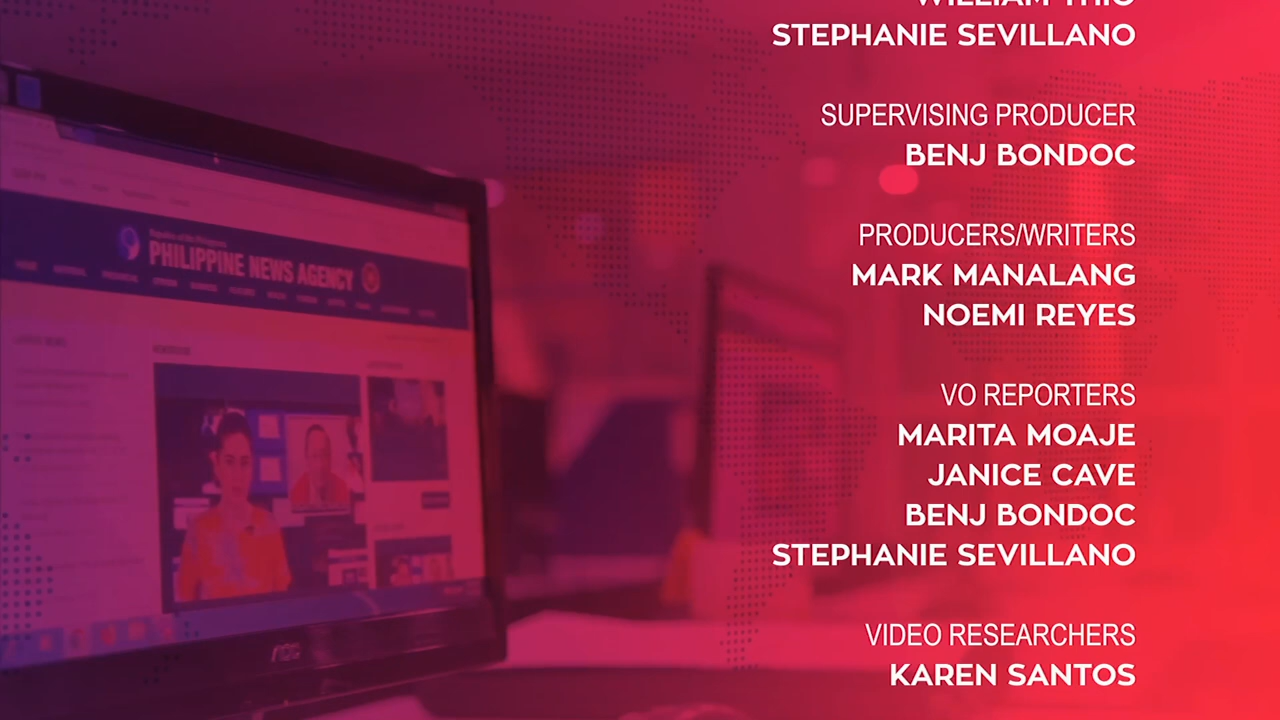 STEPHANIE SEVILLANO
SUPERVISING PRODUCER
BENJ BONDOC
PRODUCERS/WRITERS
MARK MANALANG
NOEMI REYES
VO REPORTERS
MARITA MOAJE
JANICE CAVE
BENJ BONDOC
STEPHANIE SEVILLANO
VIDEO RESEARCHERS
KAREN SANTOS
PHILIPPINE NEWS AGENCY
AOC